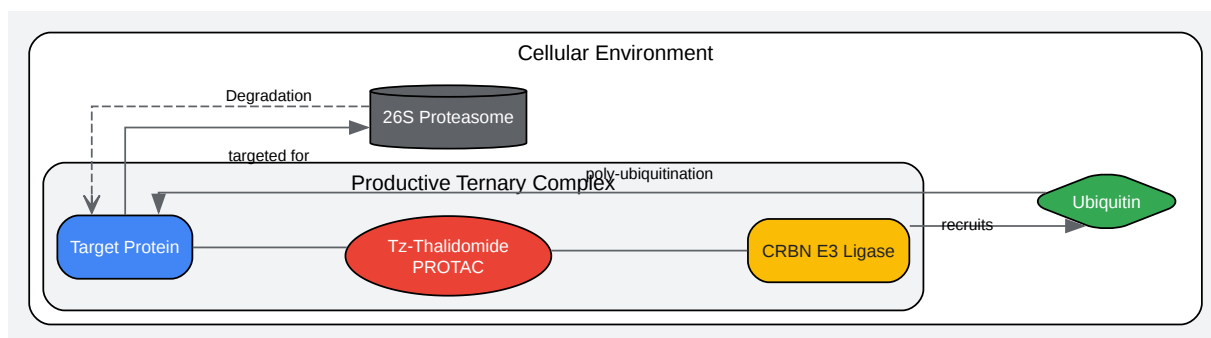 Cellular Environment
Degradation
26S Proteasome
targeted for
poly-ubiquitination
Productive Ternary Complex
Ubiquitin
recruits
Target Protein
Tz-Thalidomide
PROTAC
CRBN E3 Ligase